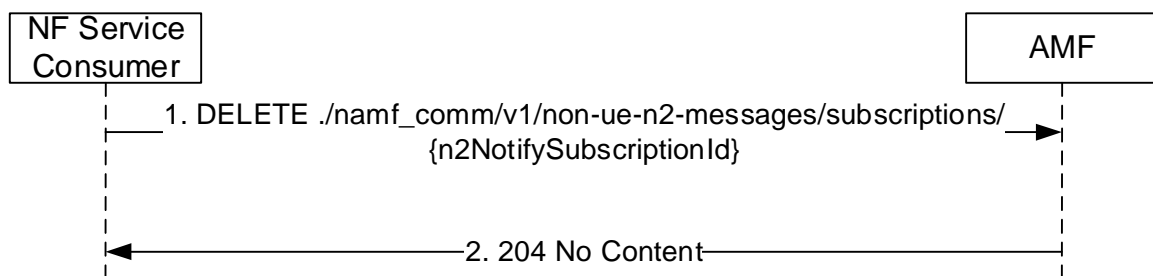 NF Service
Consumer
AMF
1. DELETE ./namf_comm/v1/non-ue-n2-messages/subscriptions/
{n2NotifySubscriptionId}
2. 204 No Content